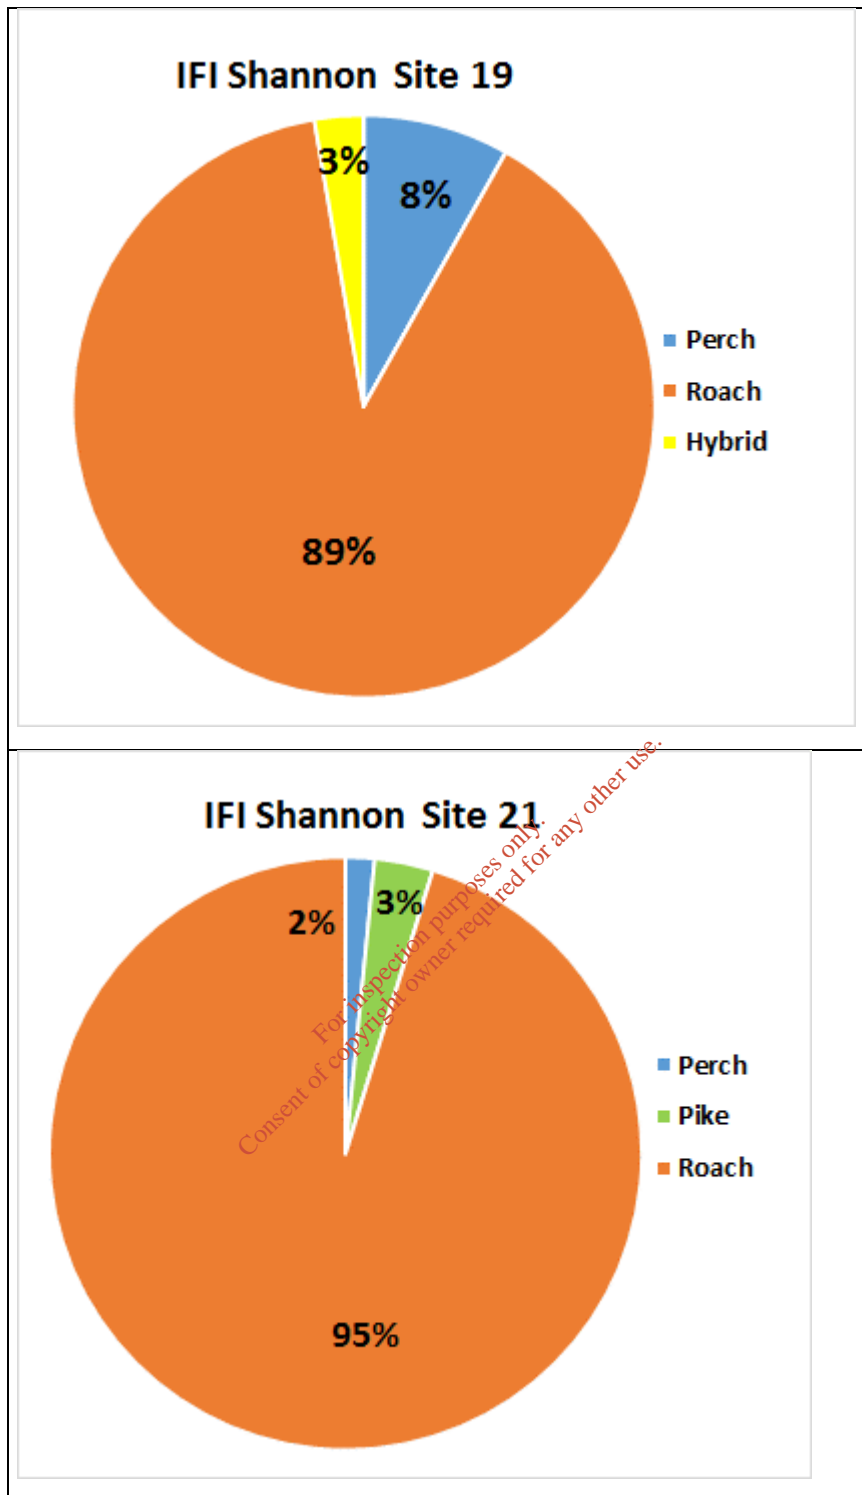 IFI Shannon Site 19
3%
8%
89%
Perch
Roach
Hybrid
IFI Shannon Site 21
2%
3%
95%
Perch
Pike
Roach
For inspection purposes only.
Consent of copyright owner required for any other use.